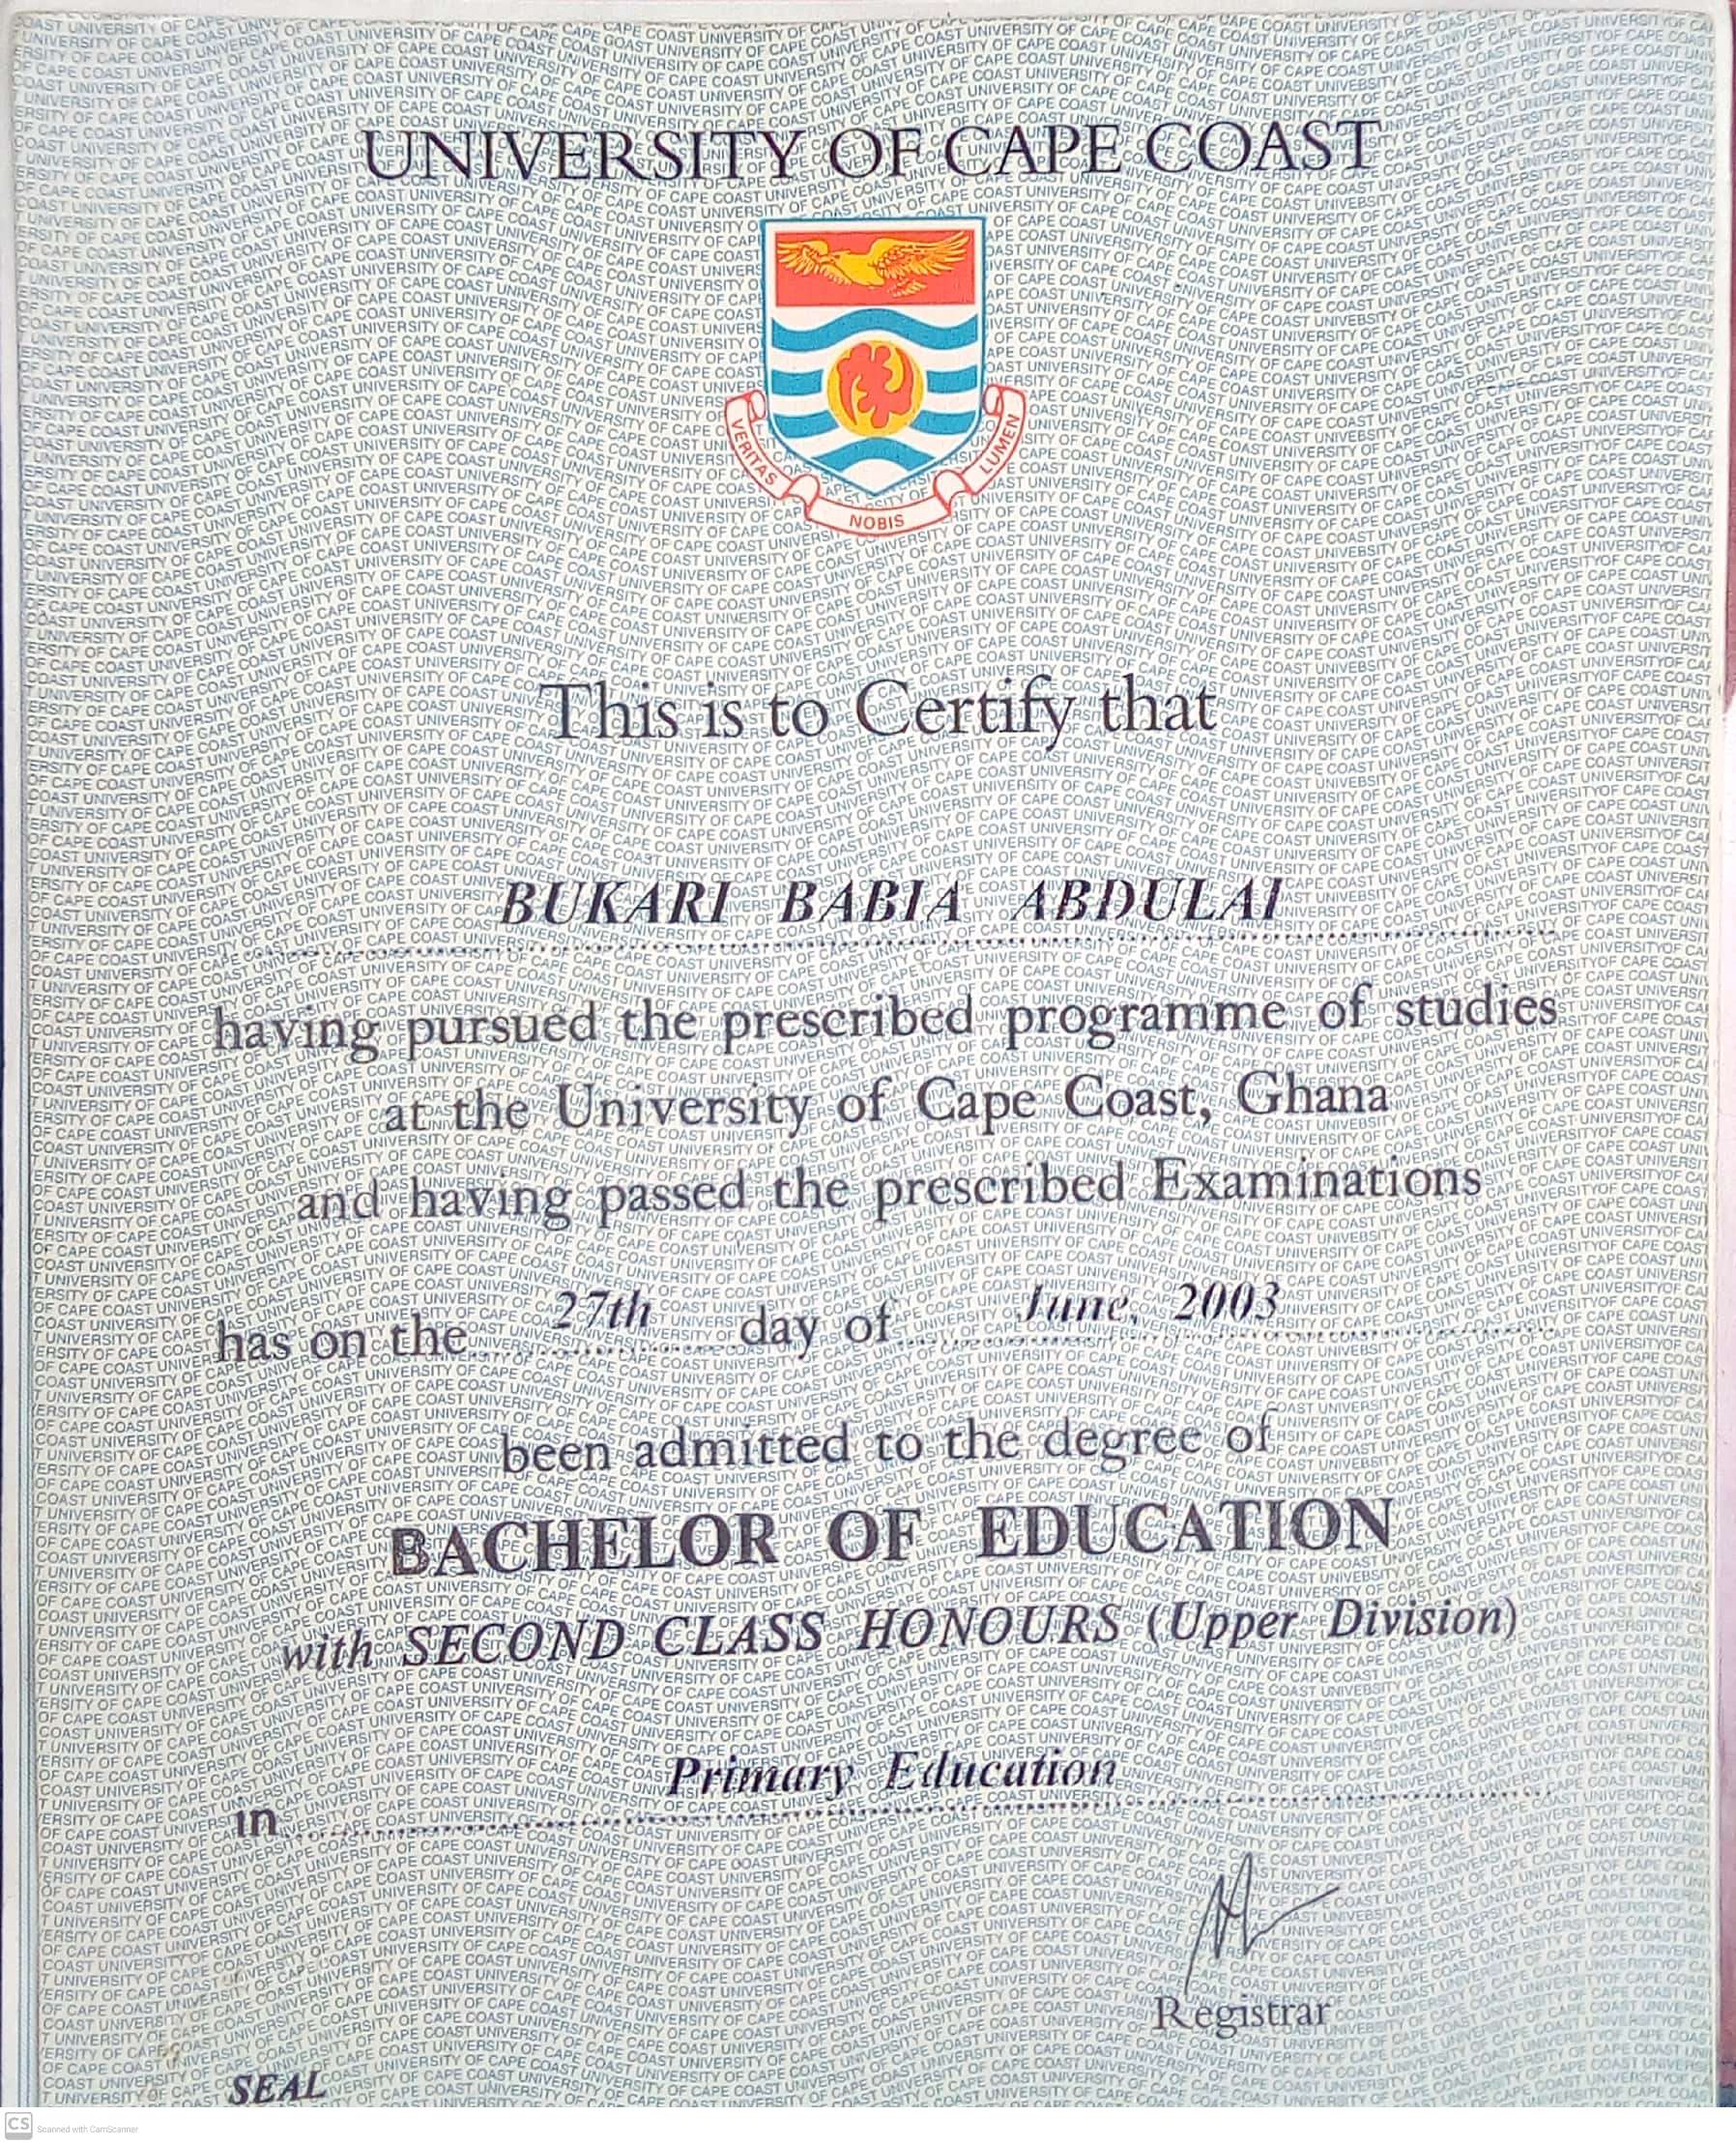 UNIVERSITY OF CAPE COAST
VERITAS
NOBIS
LUMEN
This is to Certify that
BUKARI BABIA ABDULAI
having pursued the prescribed programme of studies
at the University of Cape Coast, Ghana
and having passed the prescribed Examinations
has on the 27th day of June, 2003
been admitted to the degree of
BACHELOR OF EDUCATION
with SECOND CLASS HONOURS (Upper Division)
in Primary Education
Registrar
SEAL
CS Scanned with CamScanner